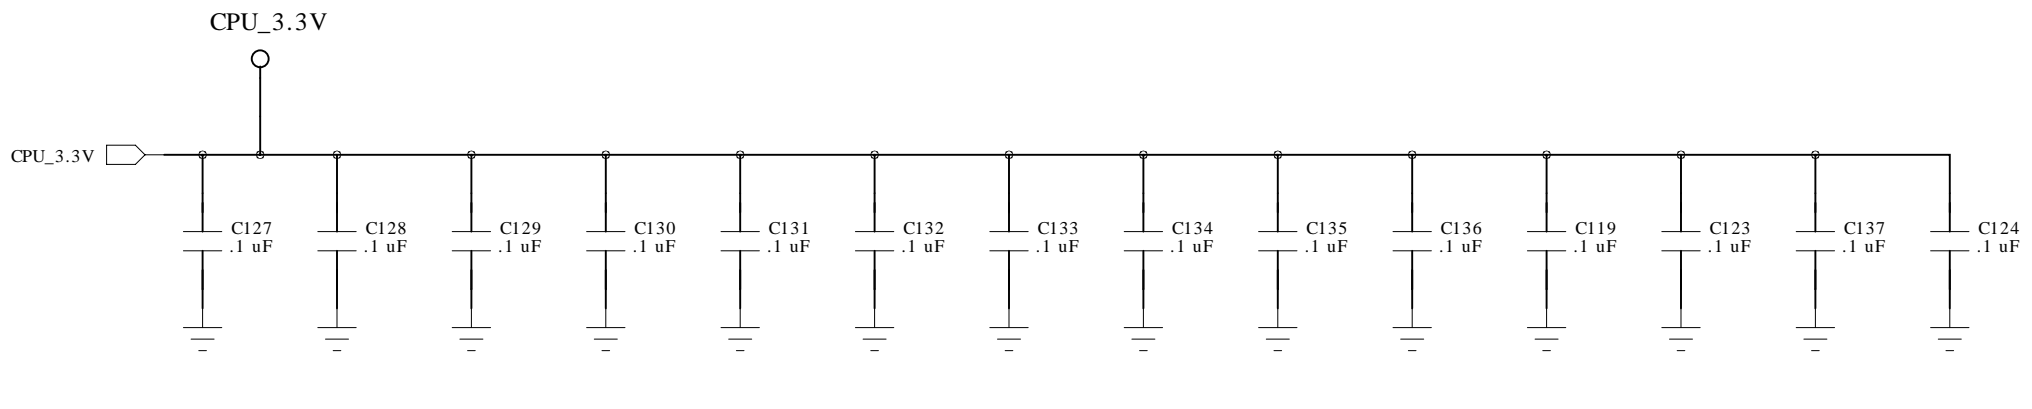 CPU_3.3V
CPU_3.3V
C127
.1 uF
C128
.1 uF
C129
.1 uF
C130
.1 uF
C131
.1 uF
C132
.1 uF
C133
.1 uF
C134
.1 uF
C135
.1 uF
C136
.1 uF
C119
.1 uF
C123
.1 uF
C137
.1 uF
C124
.1 uF